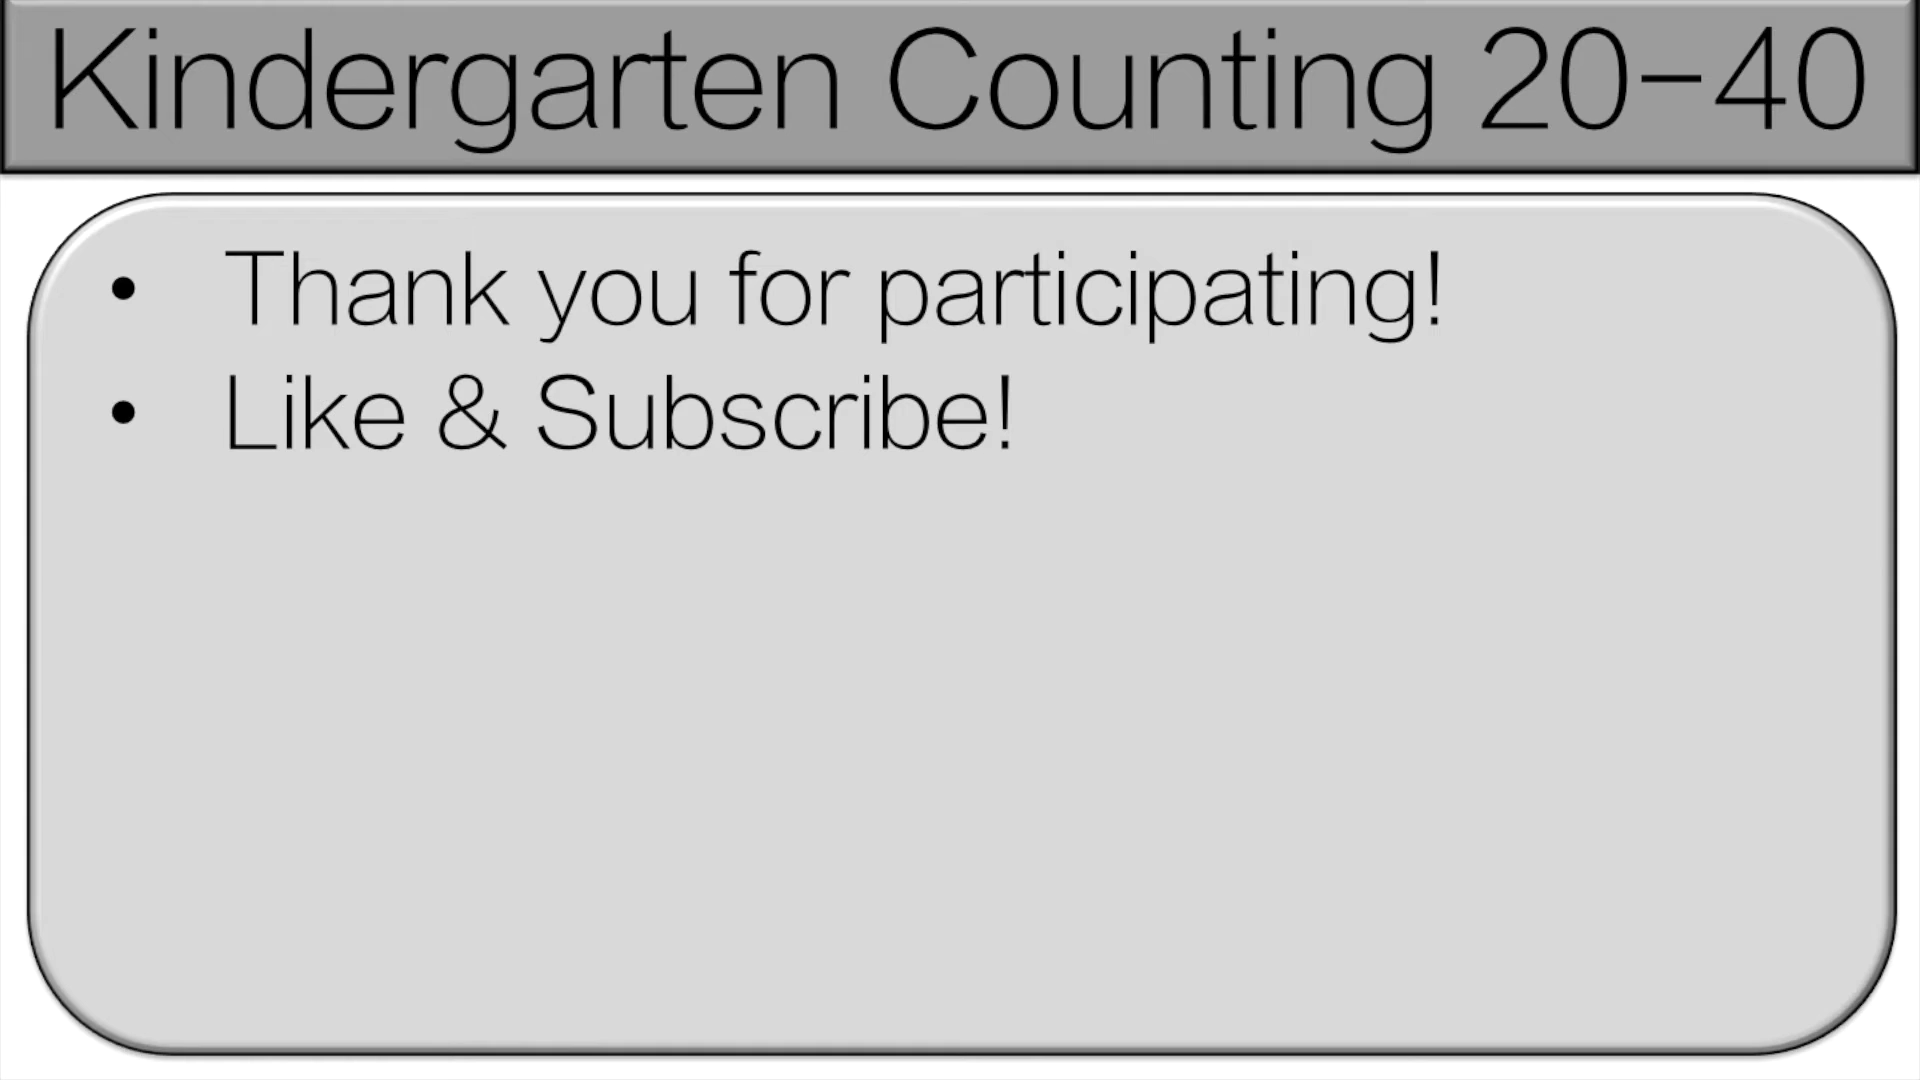 Kindergarten Counting 20-40
• Thank you for participating!
• Like & Subscribe!